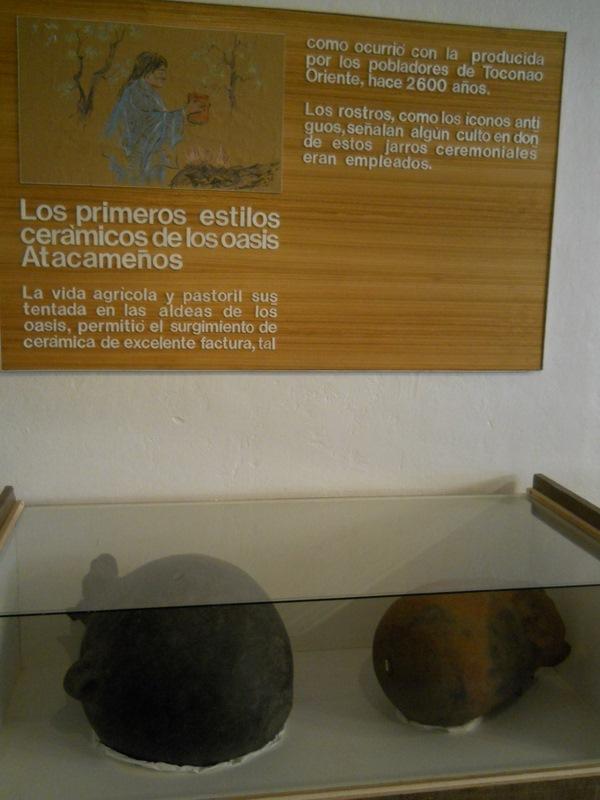 Los primeros estilos
cerámicos de los oasis
Atacameños
La vida agricola y pastoril sus
tentada en las aldeas de los
oasis, permitió el surgimiento de
cerámica de excelente factura, tal
como ocurrió con la producida
por los pobladores de Toconao
Oriente, hace 2600 años.
Los rostros, como los iconos anti
guos, señalan algún culto en don
de estos jarros ceremoniales
eran empleados.